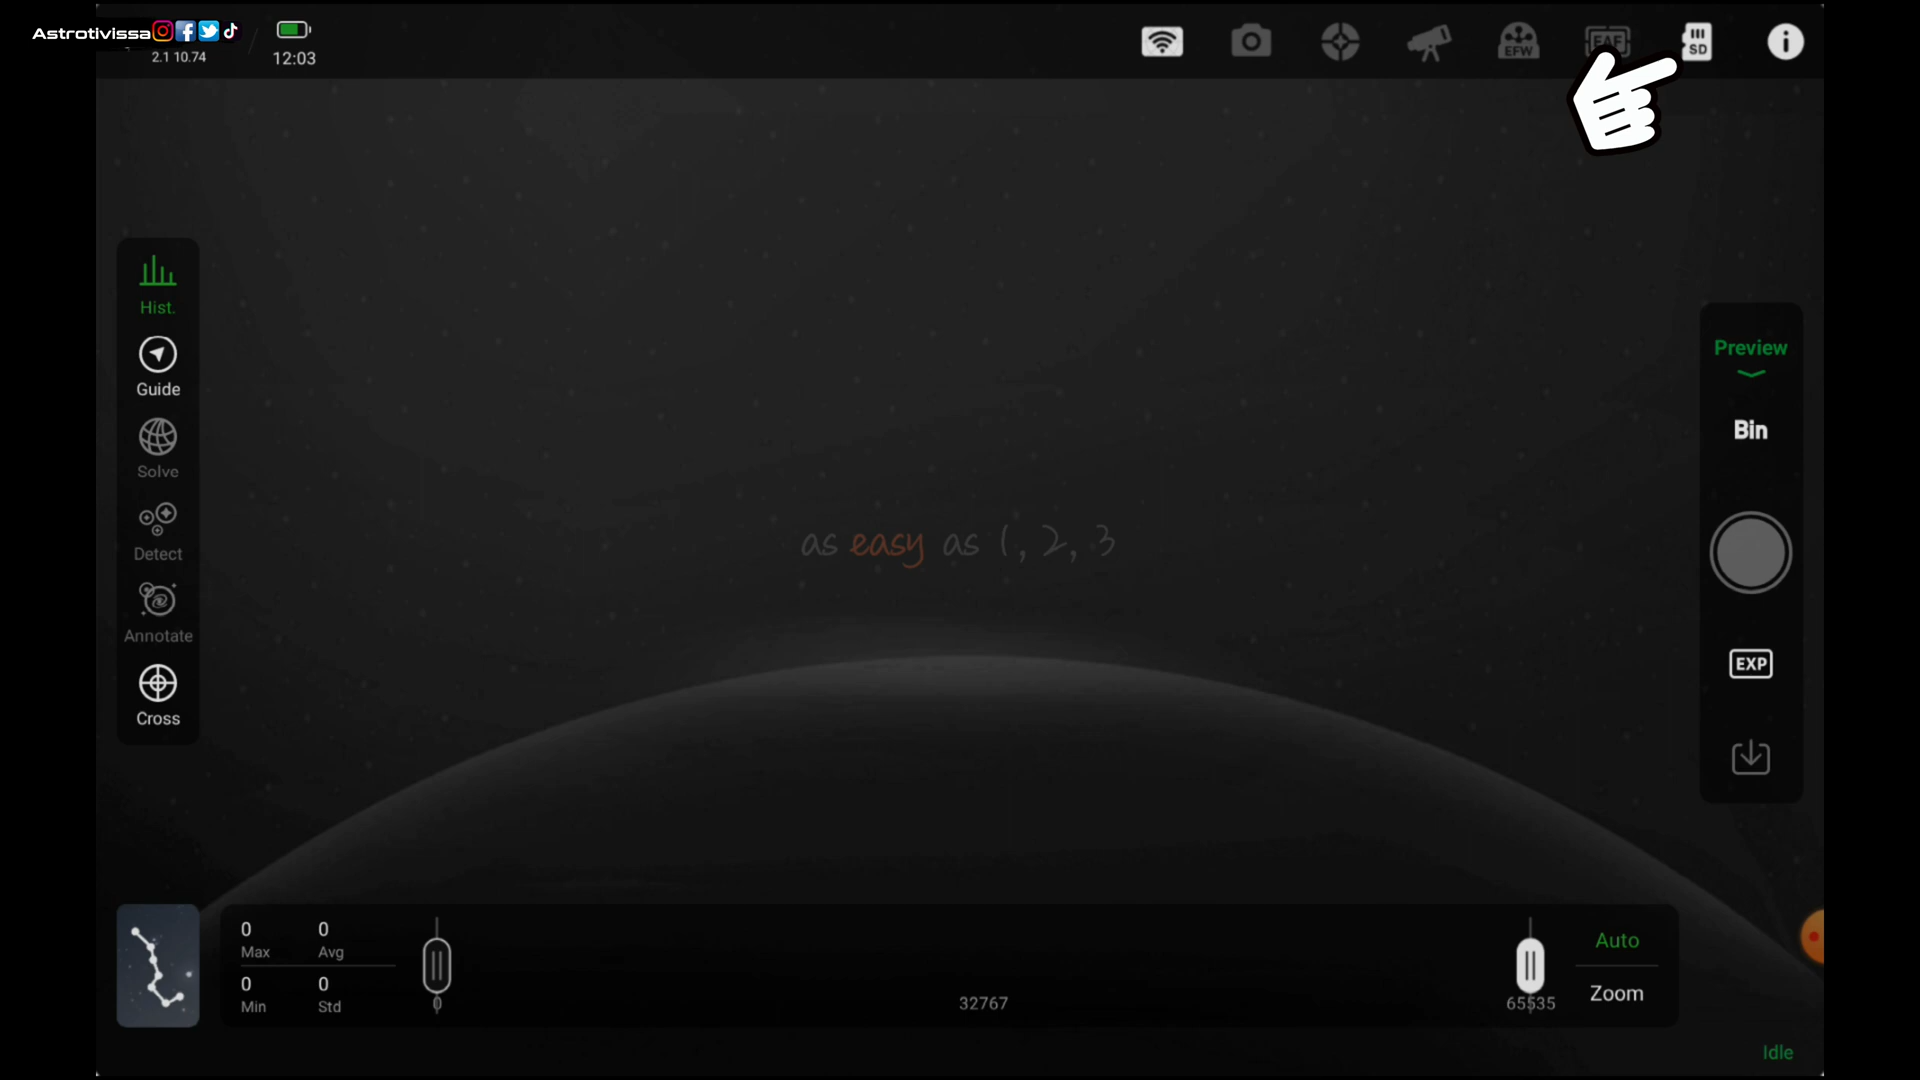 Astrotivissa
2.1 10.74
12:03
EFW
EAF
SD
Hist.
Guide
Solve
Detect
Annotate
Cross
as easy as 1, 2, 3
Preview
Bin
EXP
0 0
Max Avg
0 0
Min Std
0
32767
65535
Auto
Zoom
Idle